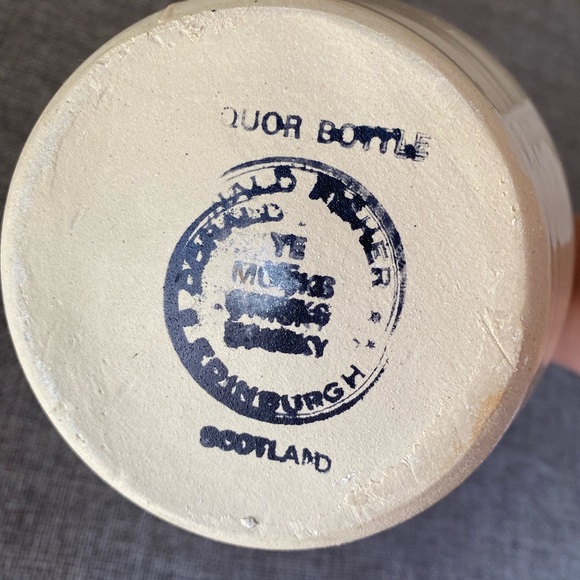 QUOR BOTTLE
NALD FISHER
EDINBURGH
YE
MONKS
WHISKY
SCOTLAND